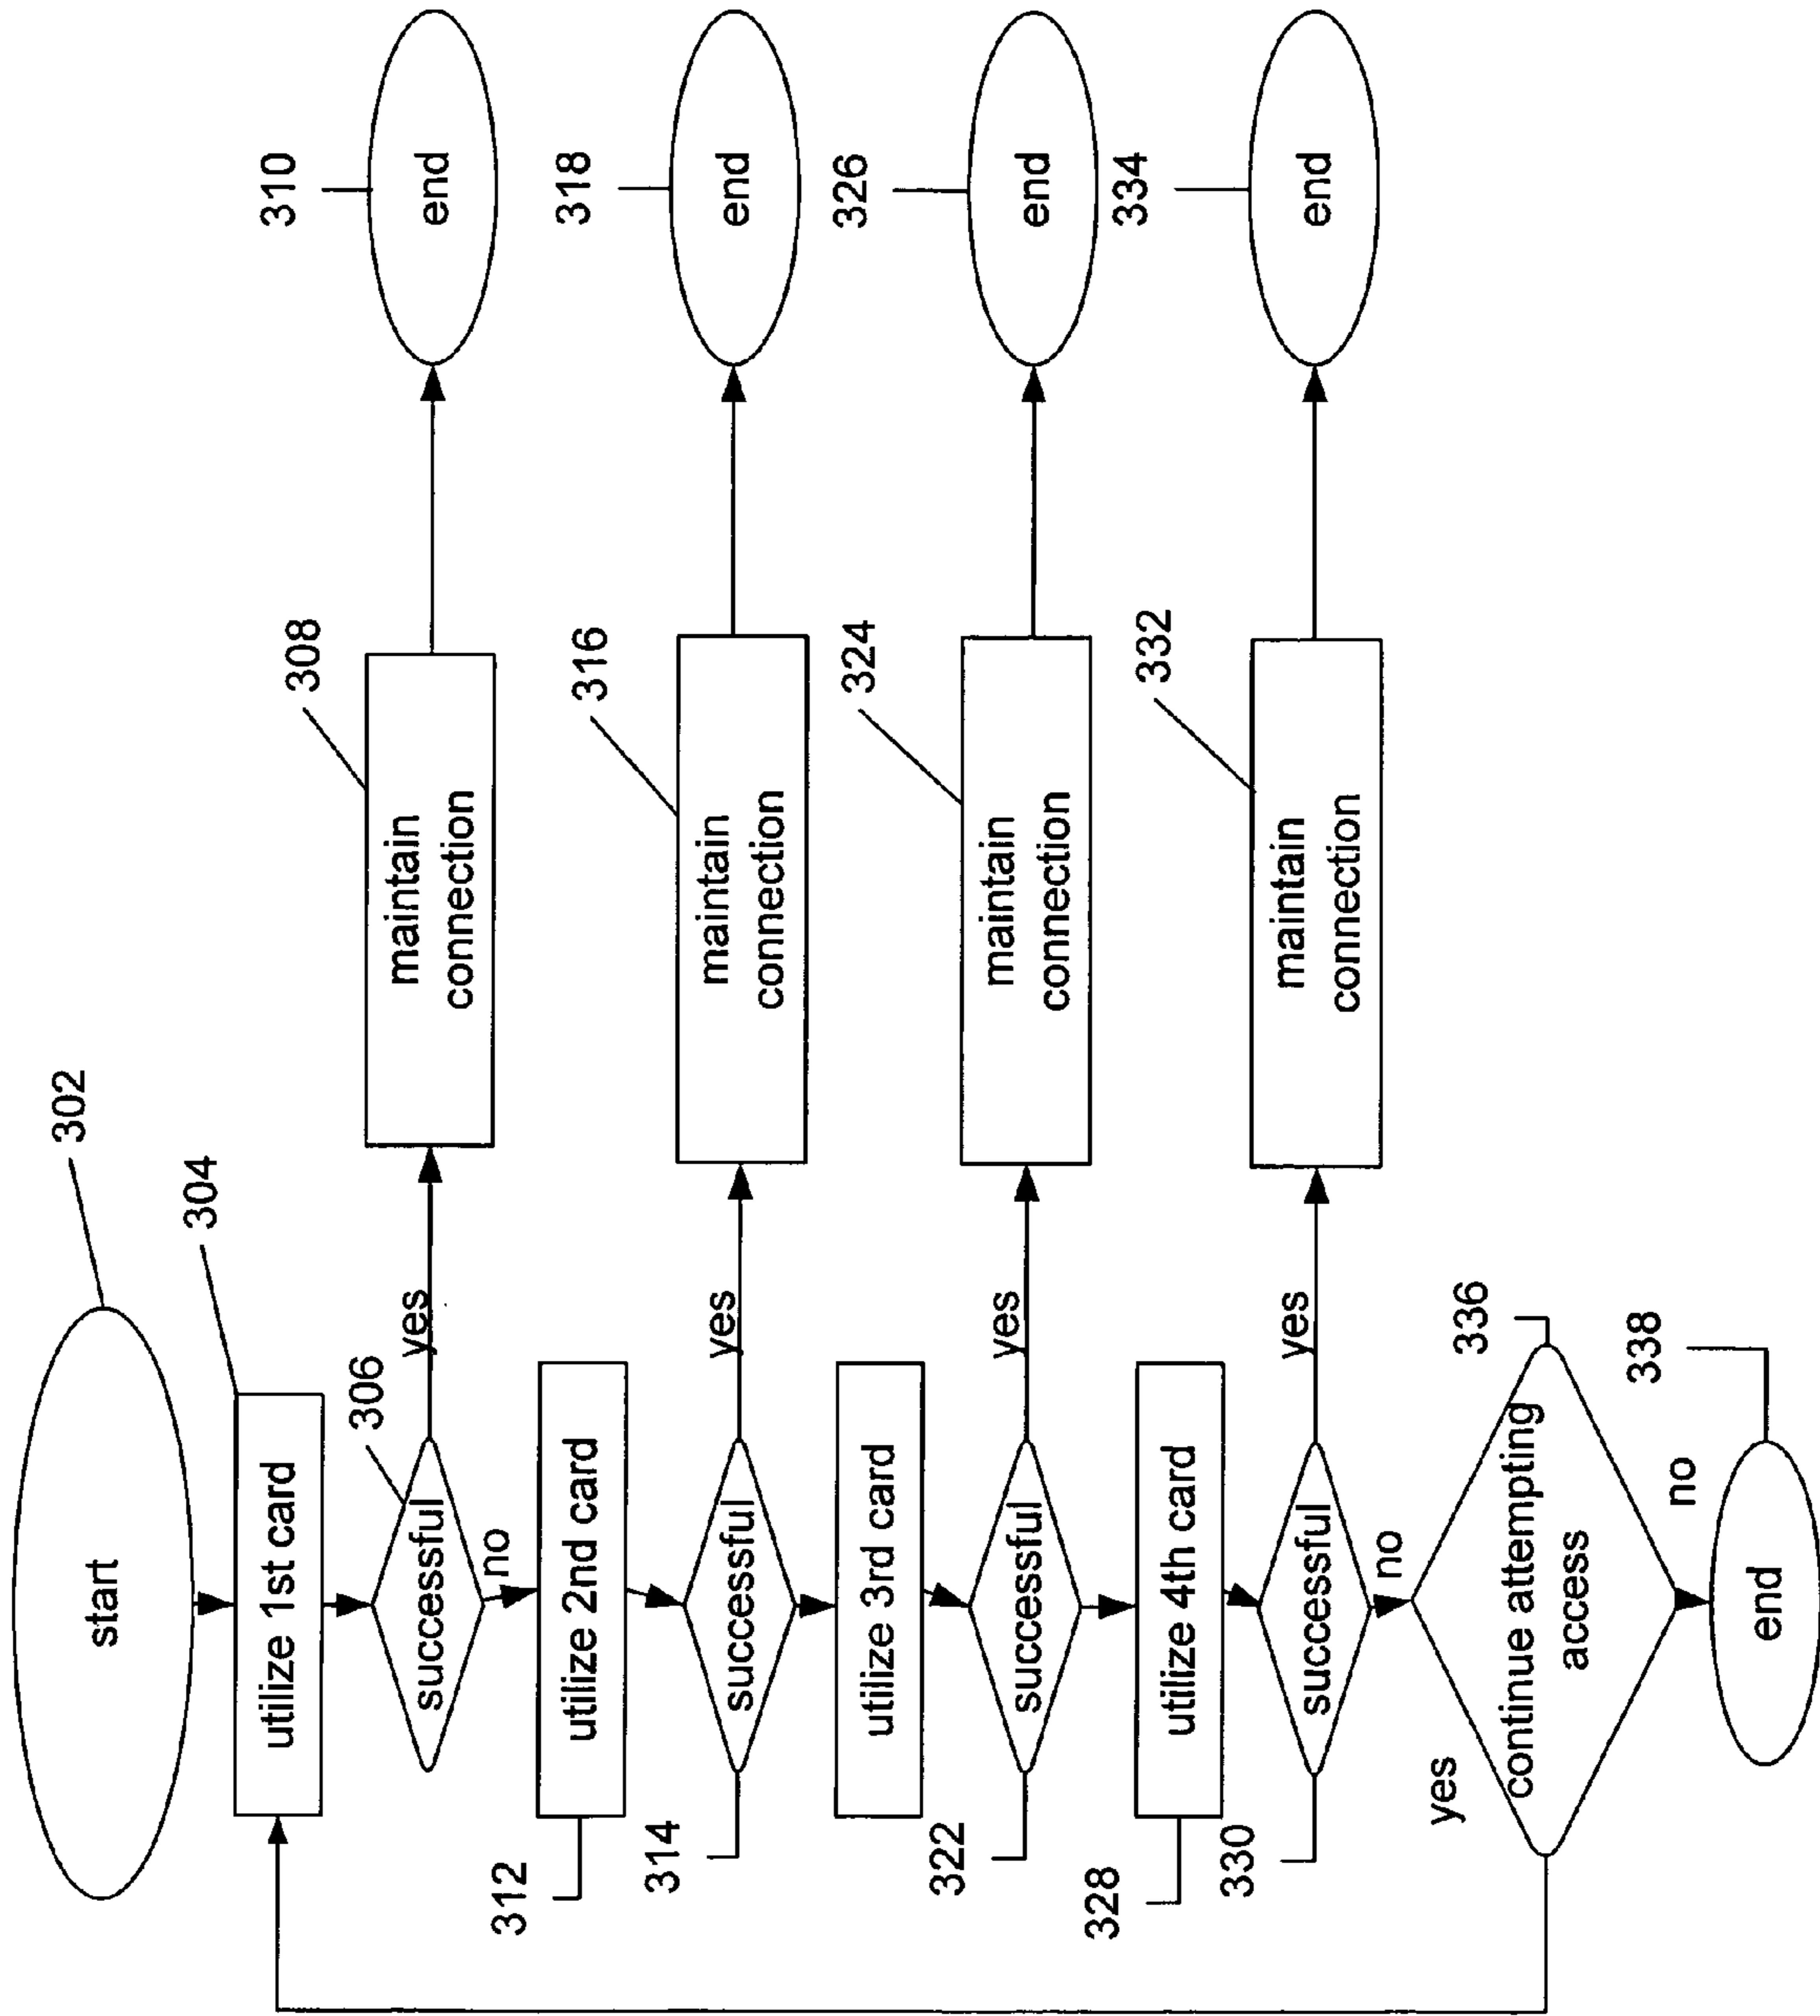 302
start
304
utilize 1st card
306
successful
yes
308
maintain
connection
310
end
no
312
utilize 2nd card
314
successful
yes
316
maintain
connection
318
end
utilize 3rd card
322
successful
yes
324
maintain
connection
326
end
328
utilize 4th card
330
successful
yes
332
maintain
connection
334
end
no
336
continue attempting
access
yes
no
338
end